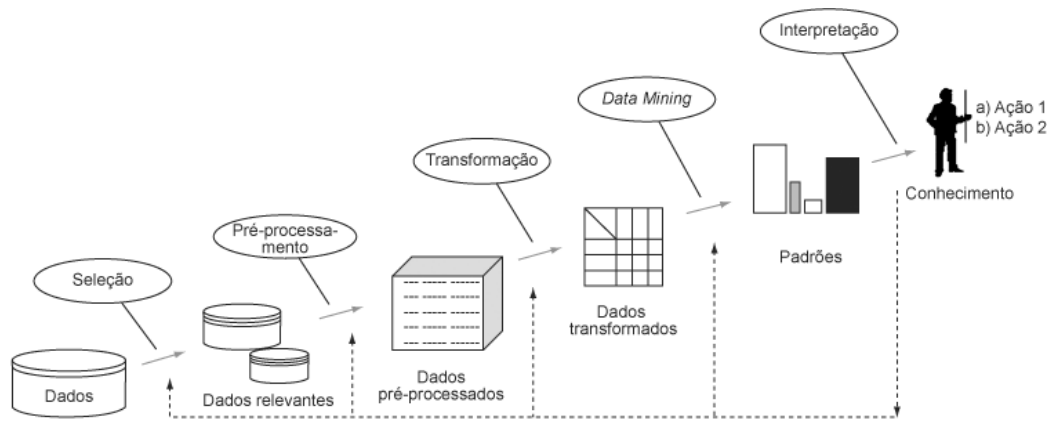 Interpretação
a) Ação 1
b) Ação 2
Conhecimento
Data Mining
Padrões
Transformação
Dados
transformados
Pré-processa-
mento
Dados
pré-processados
Seleção
Dados relevantes
Dados